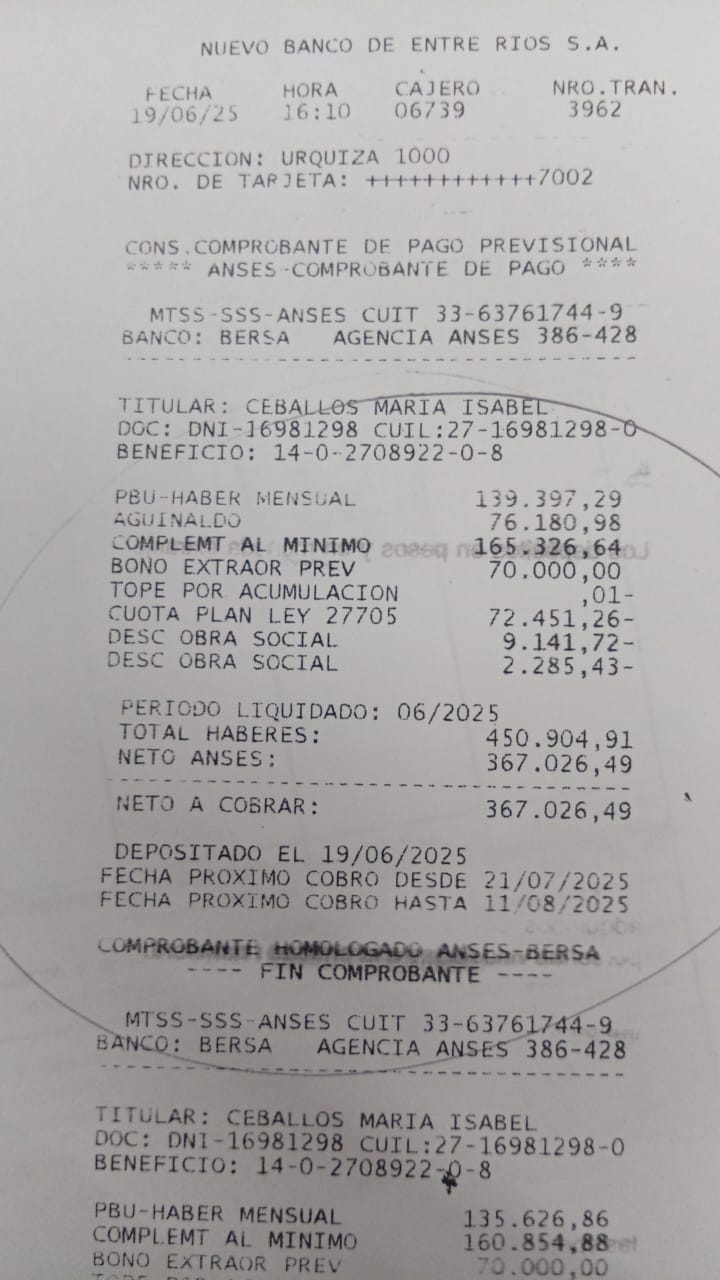 NUEVO BANCO DE ENTRE RIOS S.A.
FECHA HORA CAJERO NRO.TRAN.
19/06/25 16:10 06739 3962
DIRECCION: URQUIZA 1000
NRO. DE TARJETA: ++++++++++++7002
CONS.COMPROBANTE DE PAGO PREVISIONAL
***** ANSES-COMPROBANTE DE PAGO ****
MTSS-SSS-ANSES CUIT 33-63761744-9
BANCO: BERSA AGENCIA ANSES 386-428
------------------------------------
TITULAR: CEBALLOS MARIA ISABEL
DOC: DNI-16981298 CUIL:27-16981298-0
BENEFICIO: 14-0-2708922-0-8
PBU-HABER MENSUAL 139.397,29
AGUINALDO 76.180,98
COMPLEMT AL MINIMO 165.326,64
BONO EXTRAOR PREV 70.000,00
TOPE POR ACUMULACION ,01-
CUOTA PLAN LEY 27705 72.451,26-
DESC OBRA SOCIAL 9.141,72-
DESC OBRA SOCIAL 2.285,43-
PERIODO LIQUIDADO: 06/2025
TOTAL HABERES: 450.904,91
NETO ANSES: 367.026,49
------------------------------------
NETO A COBRAR: 367.026,49
DEPOSITADO EL 19/06/2025
FECHA PROXIMO COBRO DESDE 21/07/2025
FECHA PROXIMO COBRO HASTA 11/08/2025
COMPROBANTE HOMOLOGADO ANSES-BERSA
---- FIN COMPROBANTE ----
MTSS-SSS-ANSES CUIT 33-63761744-9
BANCO: BERSA AGENCIA ANSES 386-428
------------------------------------
TITULAR: CEBALLOS MARIA ISABEL
DOC: DNI-16981298 CUIL:27-16981298-0
BENEFICIO: 14-0-2708922-0-8
PBU-HABER MENSUAL 135.626,86
COMPLEMT AL MINIMO 160.854,88
BONO EXTRAOR PREV 70.000,00